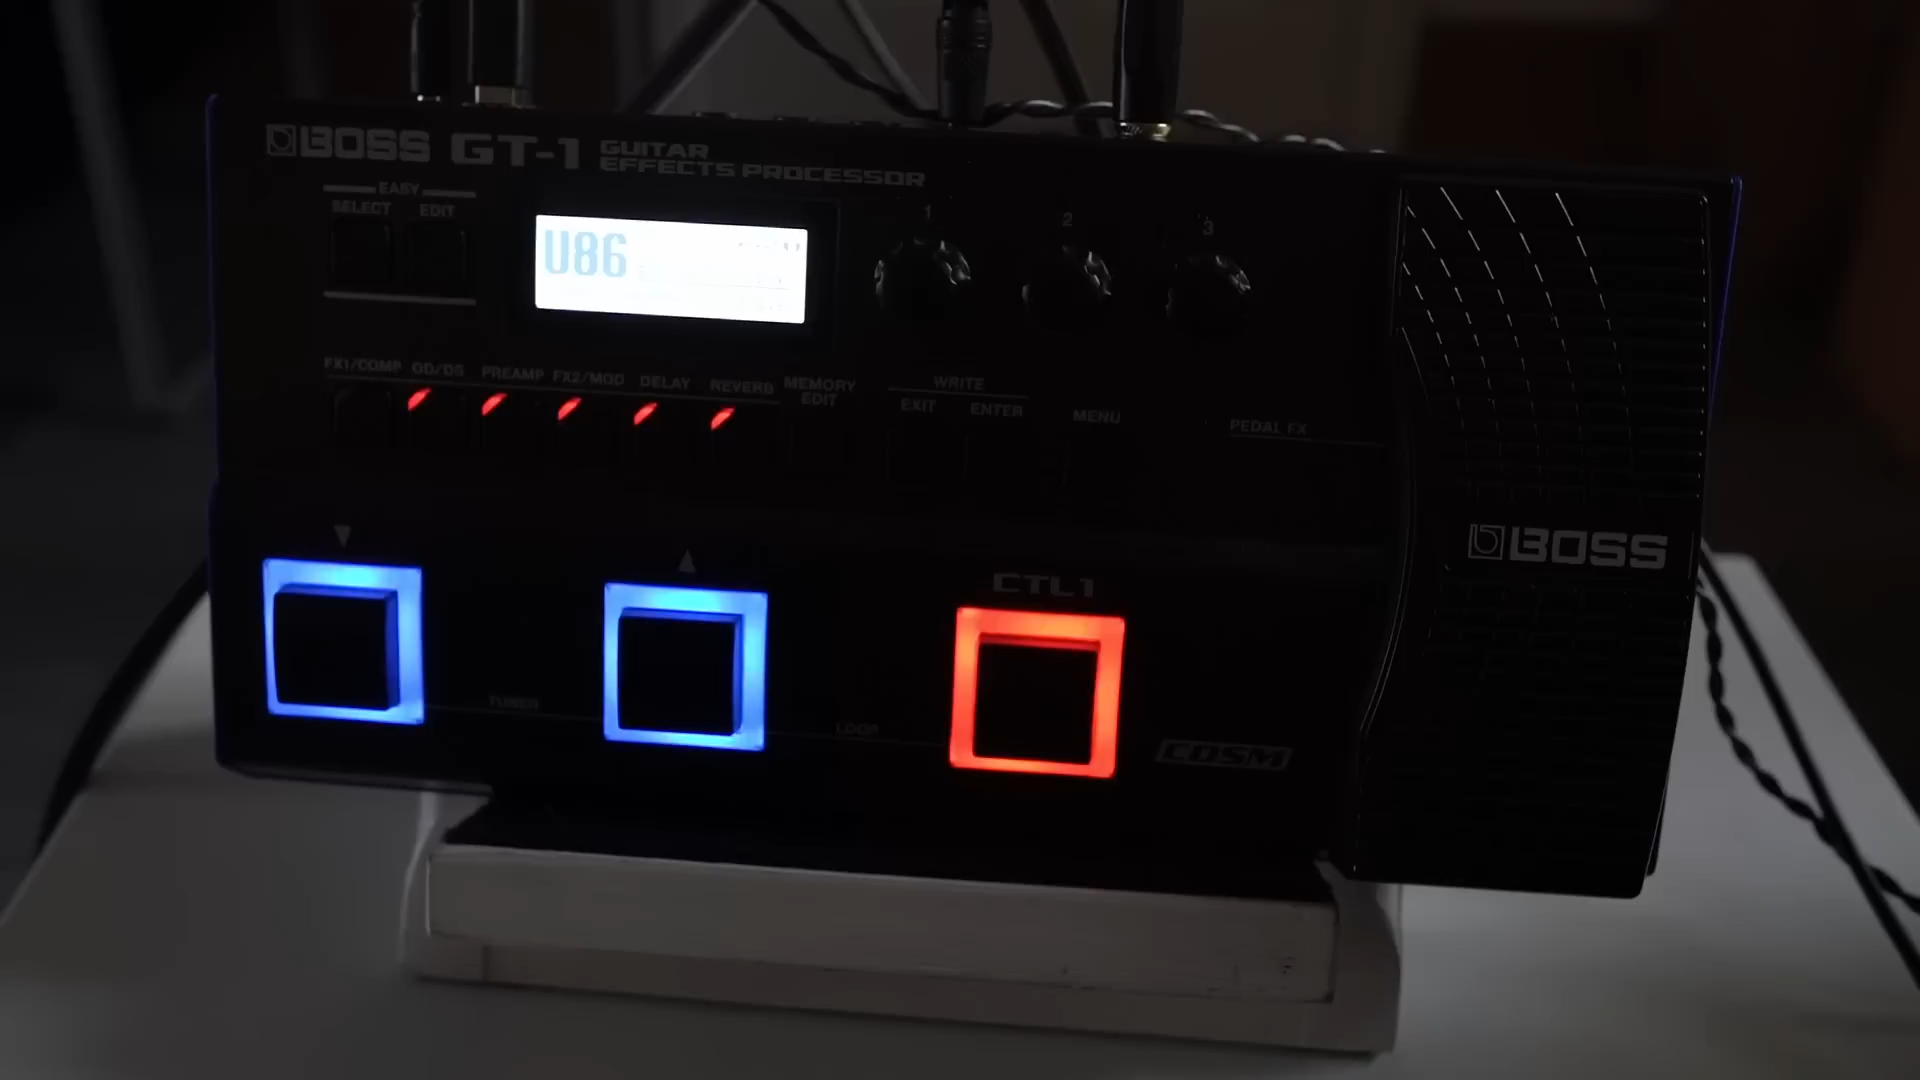 BOSS GT-1 GUITAR EFFECTS PROCESSOR
EASY
SELECT EDIT
U86
1 2 3
FX1/COMP OD/DS PREAMP FX2/MOD DELAY REVERB MEMORY EDIT
WRITE
EXIT ENTER MENU
PEDAL FX
BOSS
CTL1
TUNER
LOOP
COSM